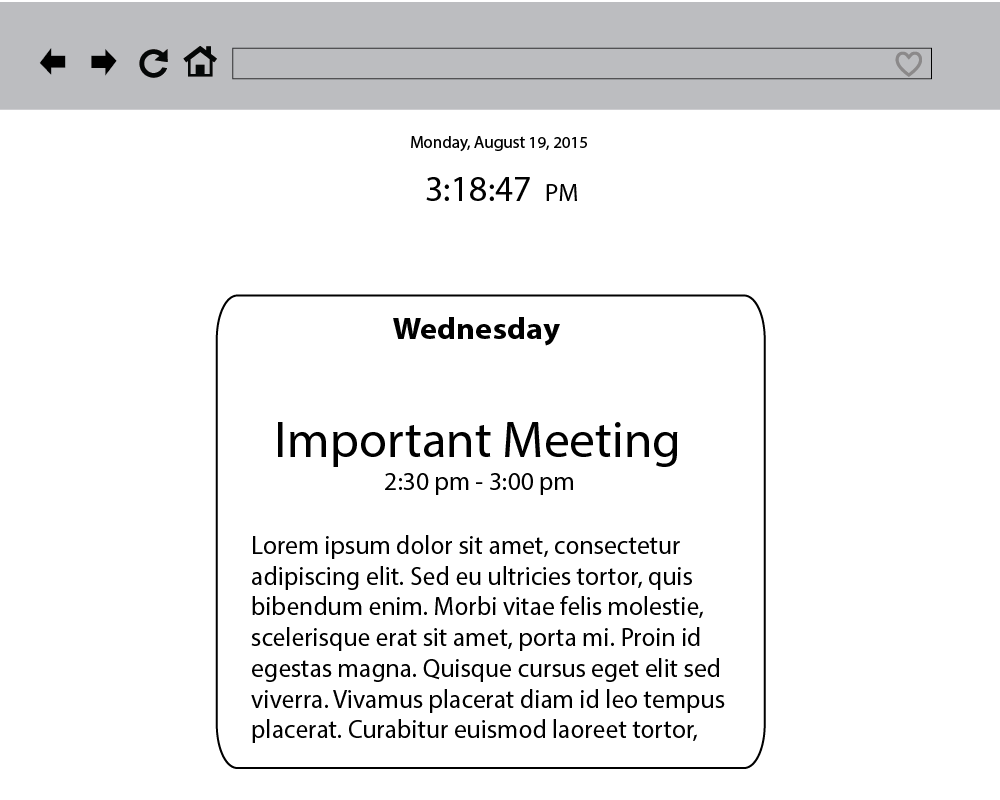 Monday, August 19, 2015
3:18:47 PM
Wednesday
Important Meeting
2:30 pm - 3:00 pm
Lorem ipsum dolor sit amet, consectetur
adipiscing elit. Sed eu ultricies tortor, quis
bibendum enim. Morbi vitae felis molestie,
scelerisque erat sit amet, porta mi. Proin id
egestas magna. Quisque cursus eget elit sed
viverra. Vivamus placerat diam id leo tempus
placerat. Curabitur euismod laoreet tortor,